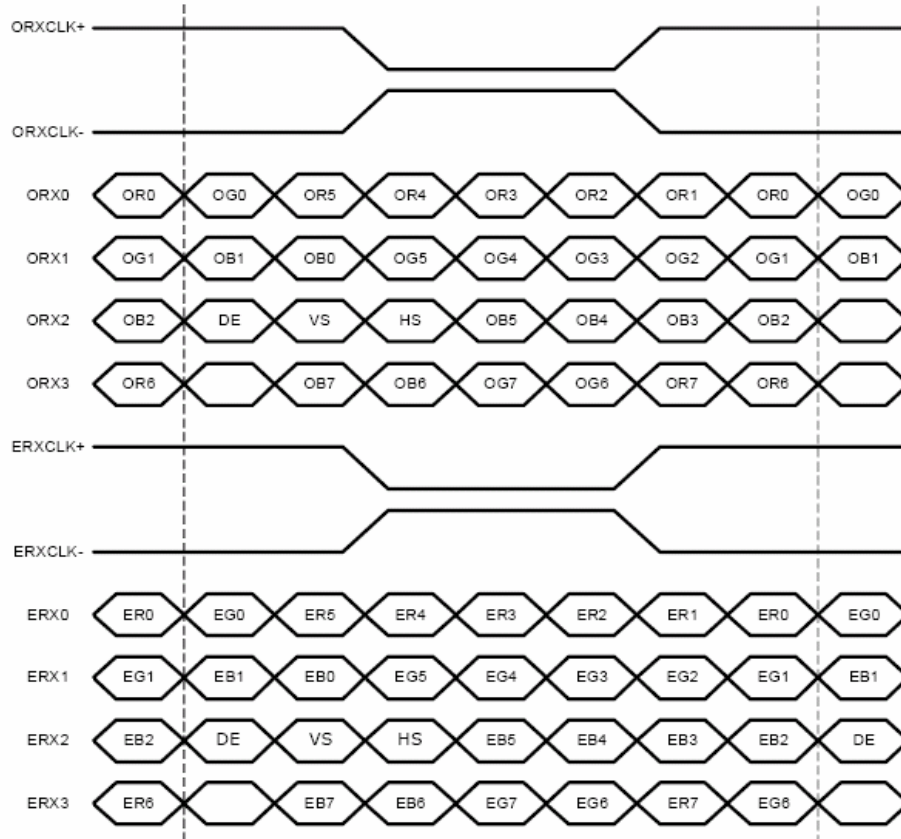 ORXCLK+
ORXCLK-
ORX0 OR0 OG0 OR5 OR4 OR3 OR2 OR1 OR0 OG0
ORX1 OG1 OB1 OB0 OG5 OG4 OG3 OG2 OG1 OB1
ORX2 OB2 DE VS HS OB5 OB4 OB3 OB2
ORX3 OR6 OB7 OB6 OG7 OG6 OR7 OR6
ERXCLK+
ERXCLK-
ERX0 ER0 EG0 ER5 ER4 ER3 ER2 ER1 ER0 EG0
ERX1 EG1 EB1 EB0 EG5 EG4 EG3 EG2 EG1 EB1
ERX2 EB2 DE VS HS EB5 EB4 EB3 EB2 DE
ERX3 ER6 EB7 EB6 EG7 EG6 ER7 EG6